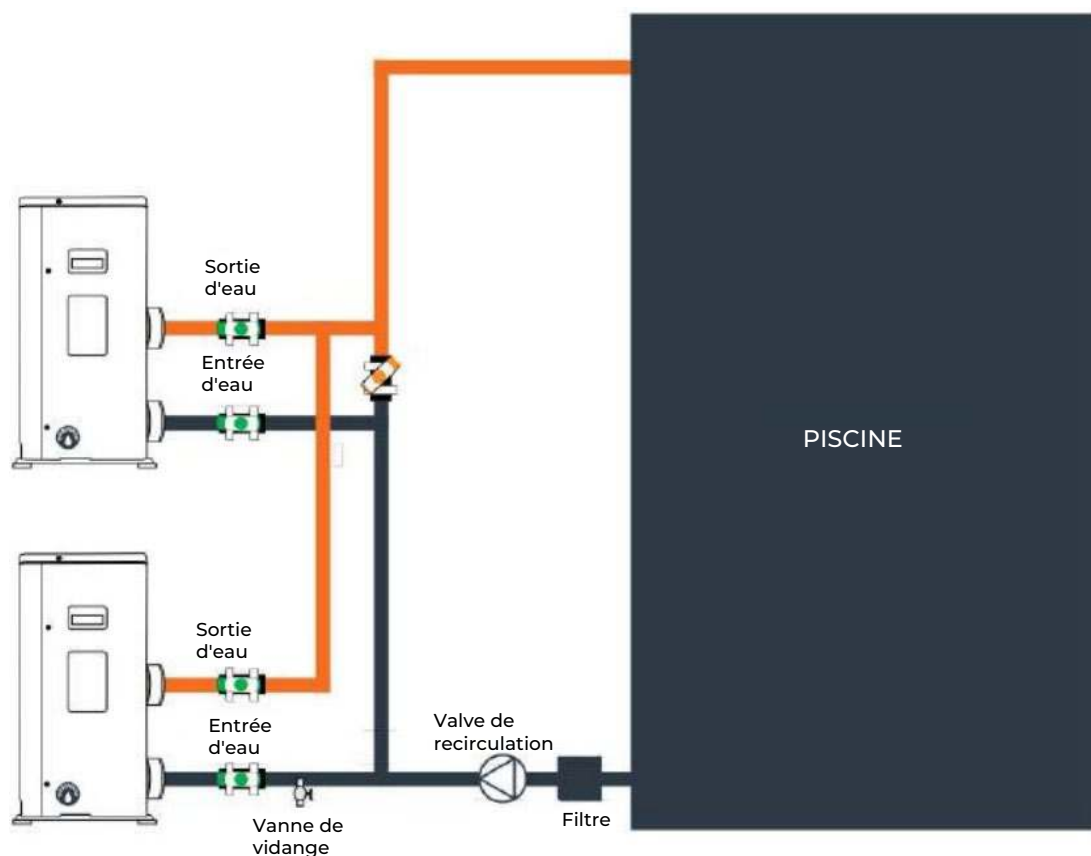 Sortie
d'eau
Entrée
d'eau
PISCINE
Sortie
d'eau
Entrée
d'eau
Valve de
recirculation
Vanne de
vidange
Filtre